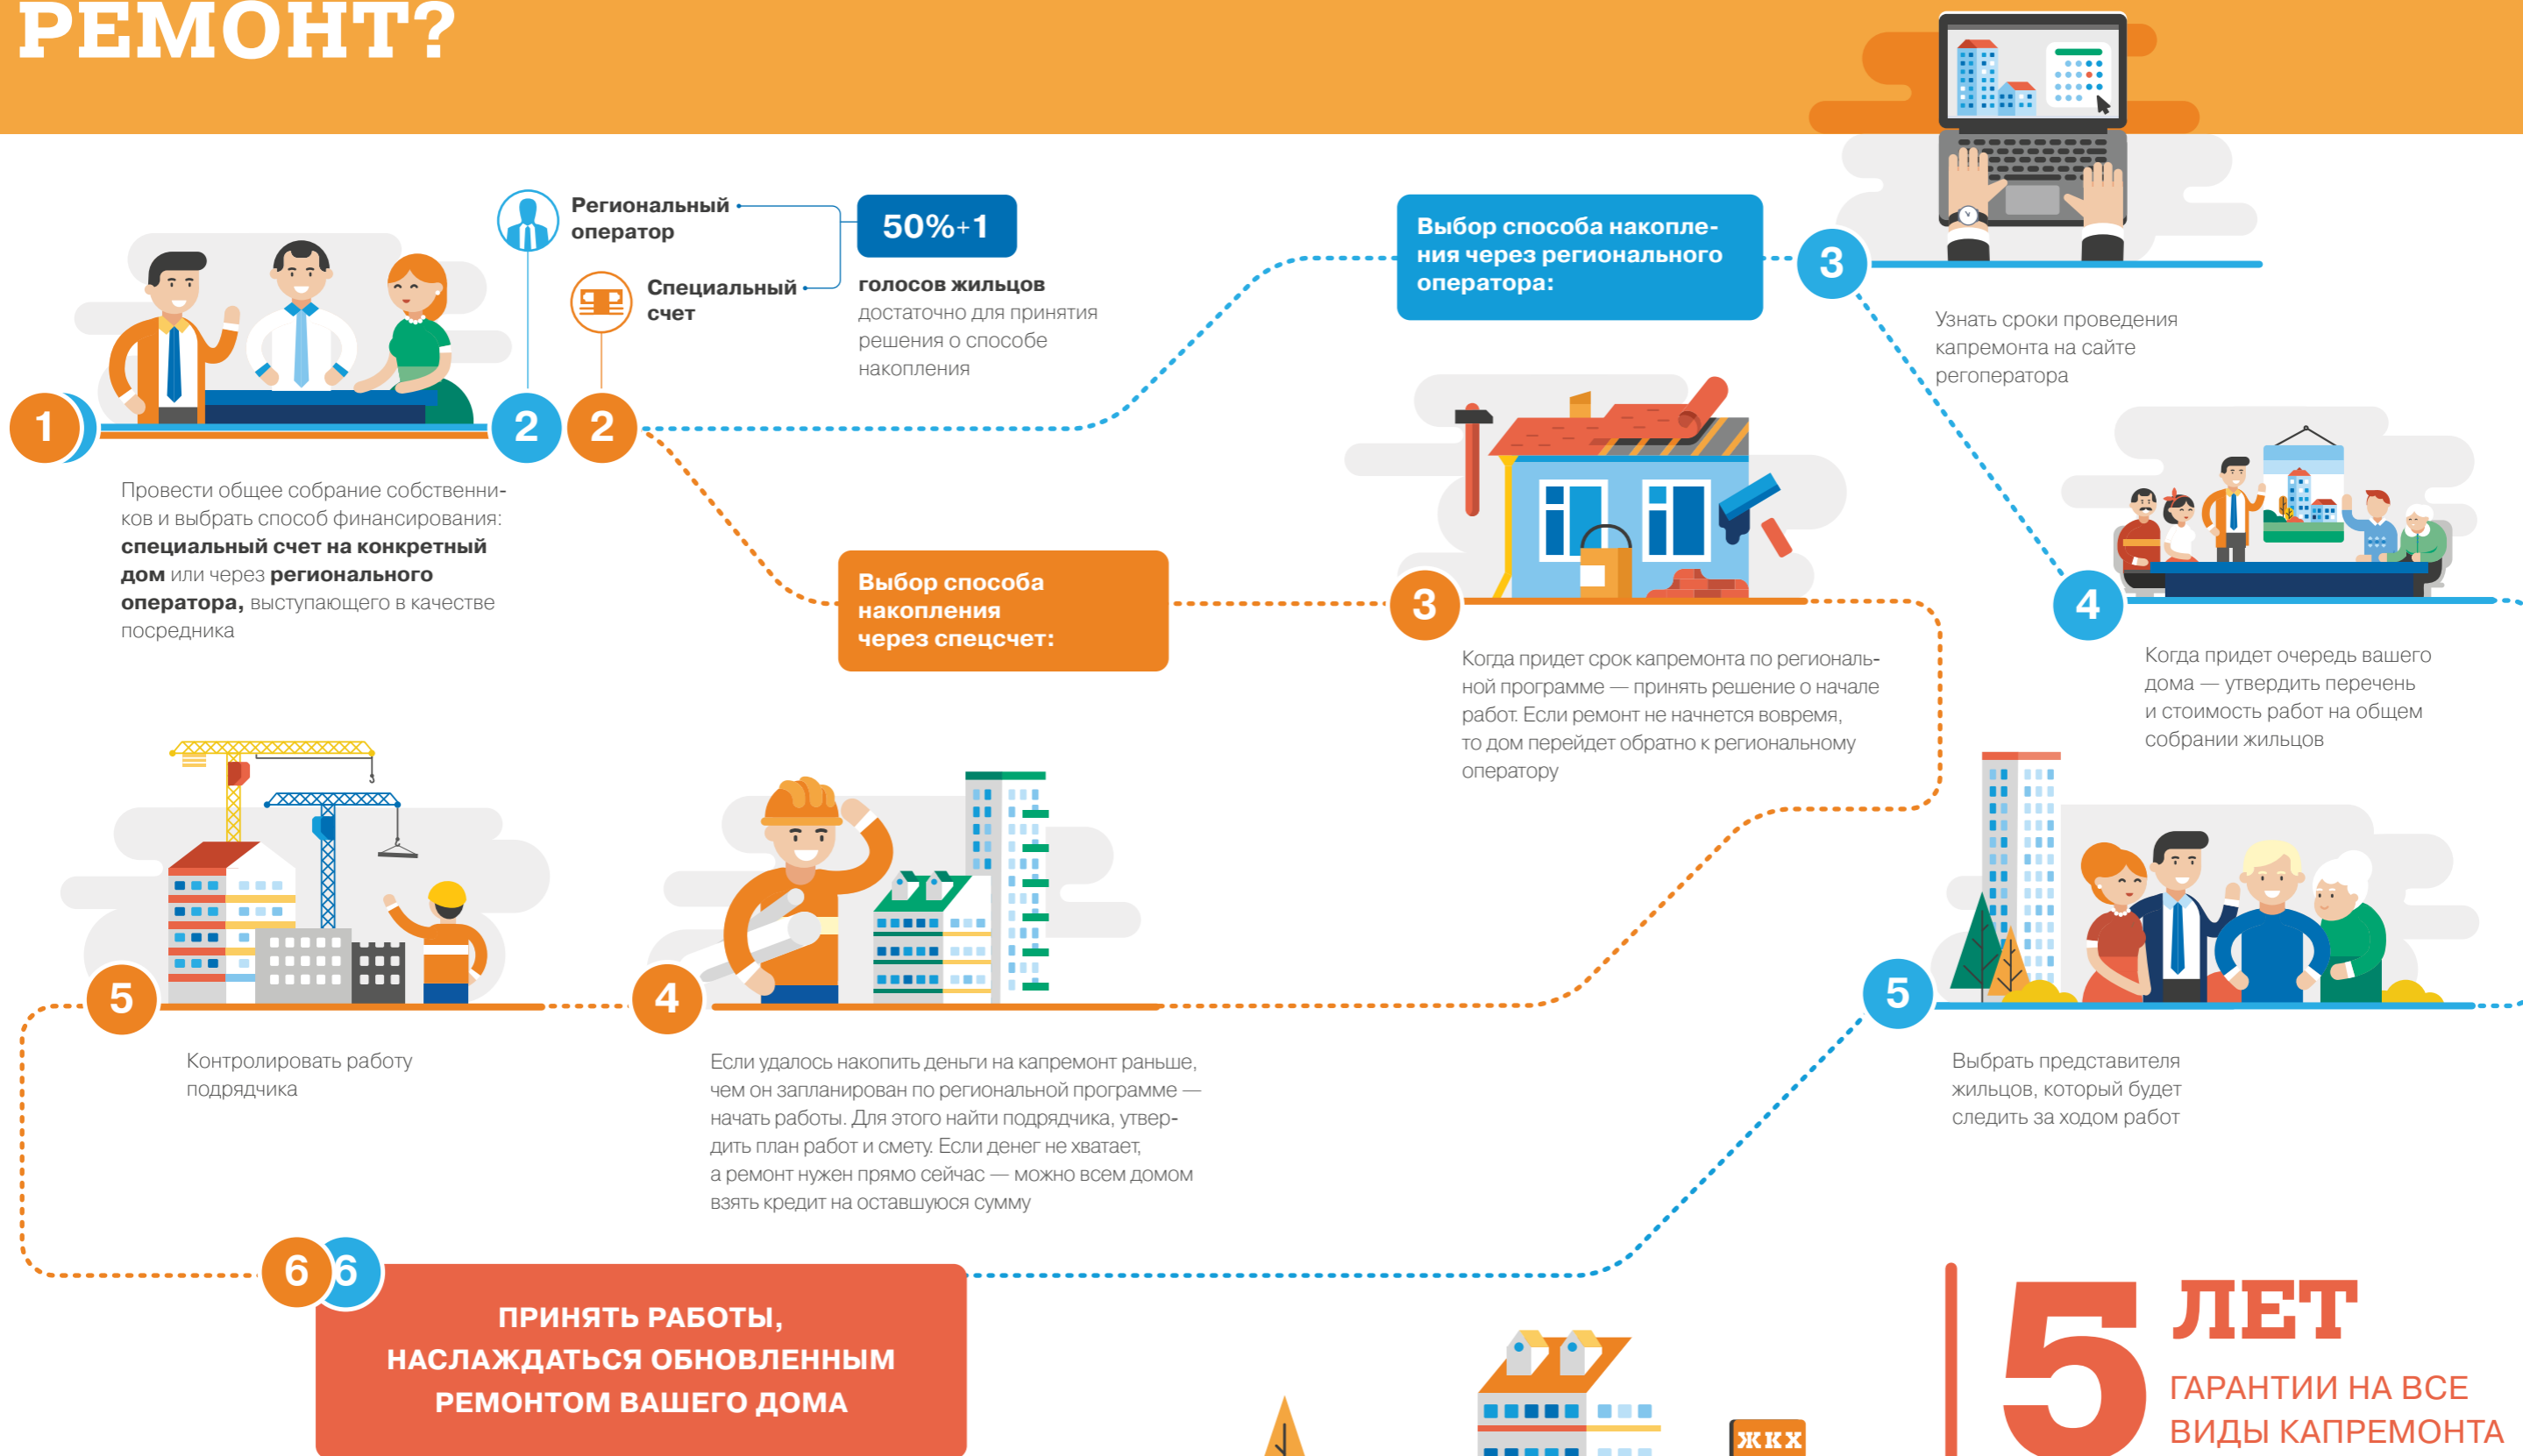 РЕМОНТ?
Региональный
оператор
Специальный
счет
50%+1
голосов жильцов
достаточно для принятия
решения о способе
накопления
1
2
2
Провести общее собрание собственни-
ков и выбрать способ финансирования:
специальный счет на конкретный
дом или через регионального
оператора, выступающего в качестве
посредника
Выбор способа накопле-
ния через регионального
оператора:
3
Узнать сроки проведения
капремонта на сайте
регоператора
4
Когда придет очередь вашего
дома — утвердить перечень
и стоимость работ на общем
собрании жильцов
5
Выбрать представителя
жильцов, который будет
следить за ходом работ
Выбор способа
накопления
через спецсчет:
3
Когда придет срок капремонта по региональ-
ной программе — принять решение о начале
работ. Если ремонт не начнется вовремя,
то дом перейдет обратно к региональному
оператору
4
Если удалось накопить деньги на капремонт раньше,
чем он запланирован по региональной программе —
начать работы. Для этого найти подрядчика, утвер-
дить план работ и смету. Если денег не хватает,
а ремонт нужен прямо сейчас — можно всем домом
взять кредит на оставшуюся сумму
5
Контролировать работу
подрядчика
6
6
ПРИНЯТЬ РАБОТЫ,
НАСЛАЖДАТЬСЯ ОБНОВЛЕННЫМ
РЕМОНТОМ ВАШЕГО ДОМА
ЖКХ
5 ЛЕТ
ГАРАНТИИ НА ВСЕ
ВИДЫ КАПРЕМОНТА